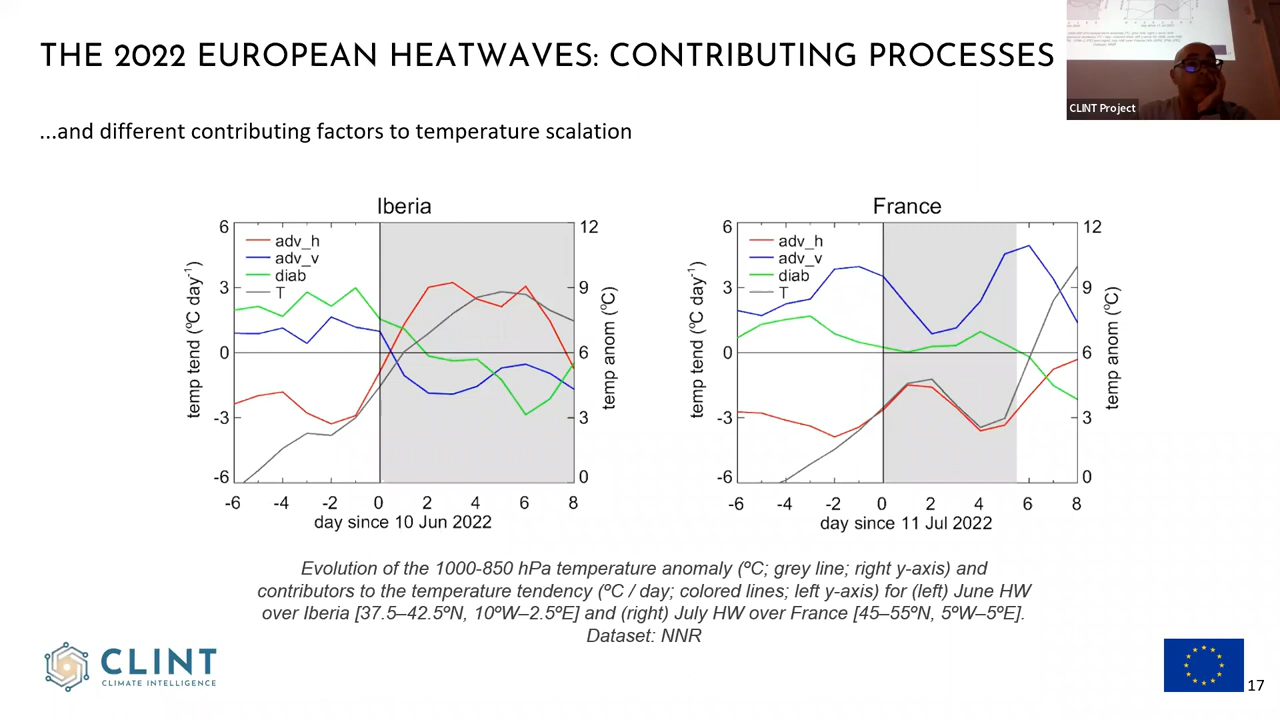 THE 2022 EUROPEAN HEATWAVES: CONTRIBUTING PROCESSES
CLINT Project
...and different contributing factors to temperature scalation
Iberia
6
3
0
-3
-6
12
9
6
3
0
adv_h
adv_v
diab
T
temp tend (ºC day⁻¹)
temp anom (ºC)
-6 -4 -2 0 2 4 6 8
day since 10 Jun 2022
France
6
3
0
-3
-6
12
9
6
3
0
adv_h
adv_v
diab
T
temp tend (ºC day⁻¹)
temp anom (ºC)
-6 -4 -2 0 2 4 6 8
day since 11 Jul 2022
Evolution of the 1000-850 hPa temperature anomaly (ºC; grey line; right y-axis) and
contributors to the temperature tendency (ºC / day; colored lines; left y-axis) for (left) June HW
over Iberia [37.5–42.5ºN, 10ºW–2.5ºE] and (right) July HW over France [45–55ºN, 5ºW–5ºE].
Dataset: NNR
CLINT
CLIMATE INTELLIGENCE
17